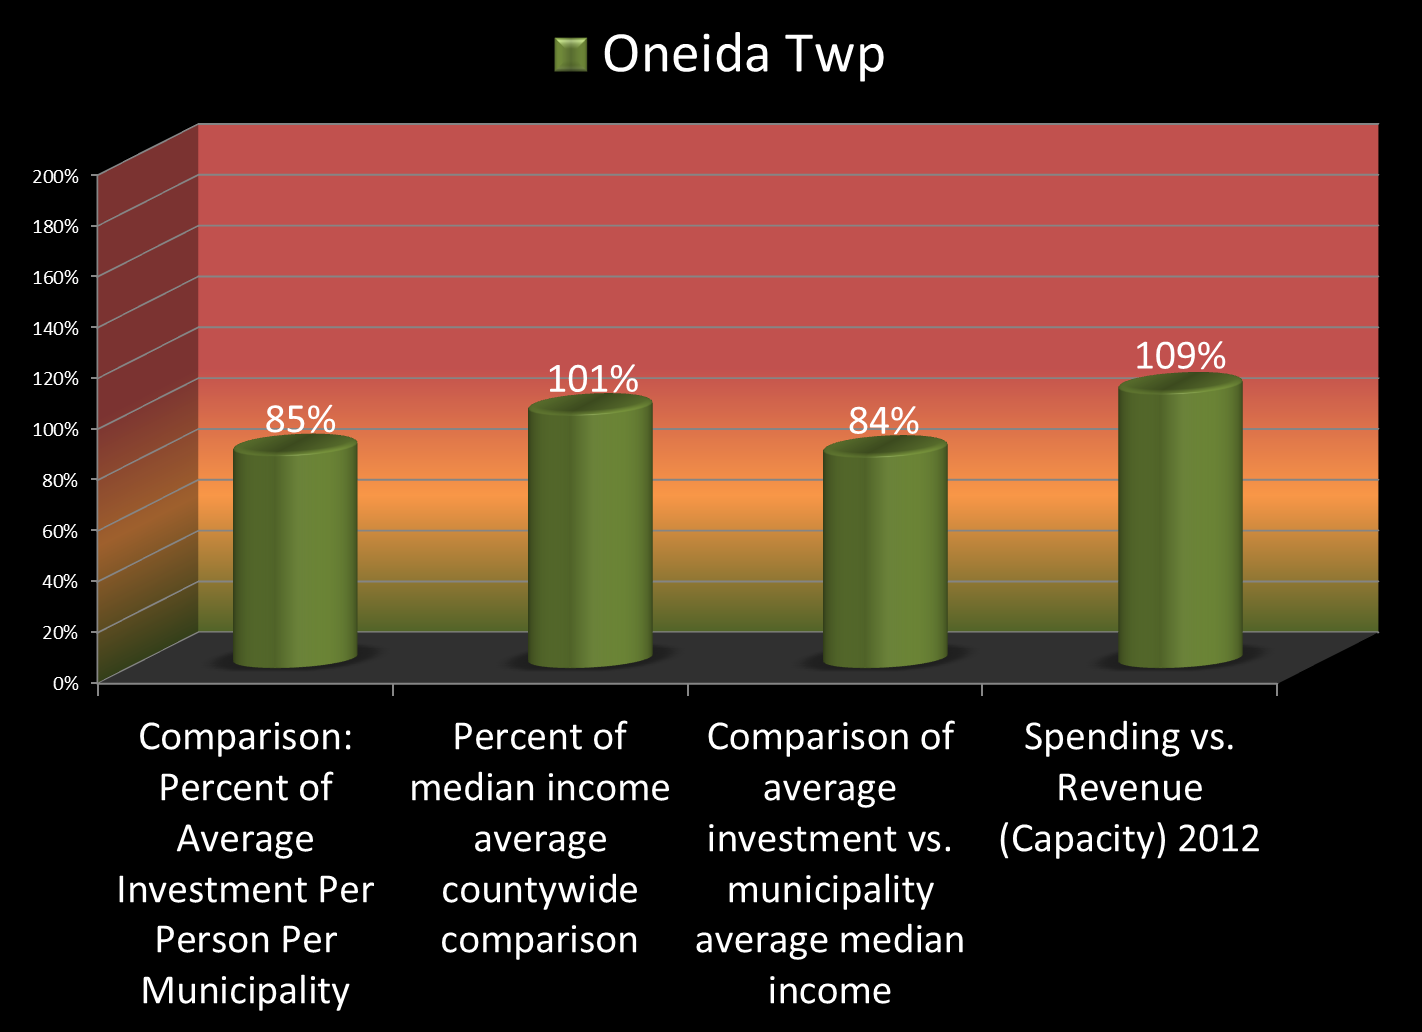 Oneida Twp
200%
180%
160%
140%
120%
100%
80%
60%
40%
20%
0%
85%
101%
84%
109%
Comparison:
Percent of
Average
Investment Per
Person Per
Municipality
Percent of
median income
average
countywide
comparison
Comparison of
average
investment vs.
municipality
average median
income
Spending vs.
Revenue
(Capacity) 2012